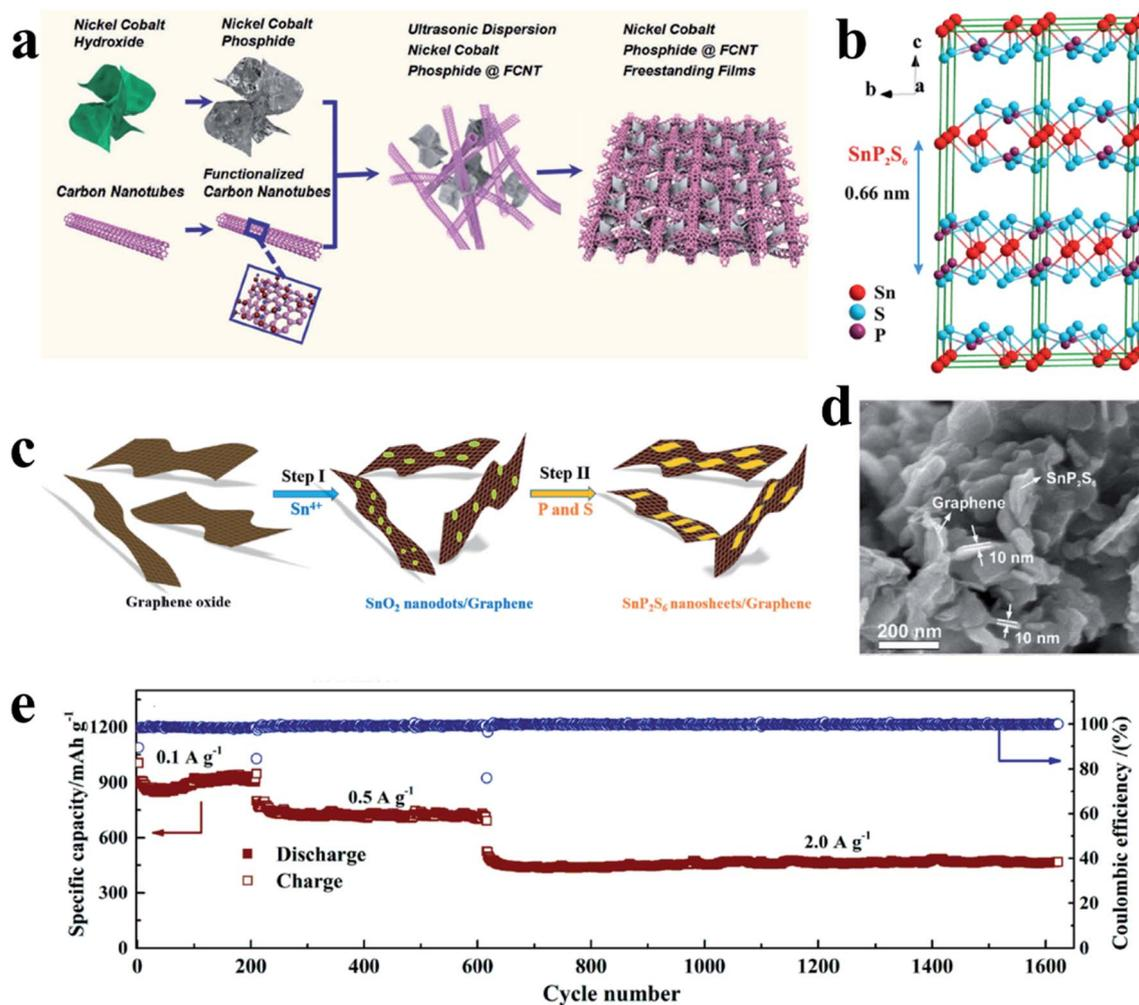 a
Nickel Cobalt
Hydroxide
Nickel Cobalt
Phosphide
Ultrasonic Dispersion
Nickel Cobalt
Phosphide @ FCNT
Nickel Cobalt
Phosphide @ FCNT
Freestanding Films
Carbon Nanotubes
Functionalized
Carbon Nanotubes
b
c
b
a
SnP₂S₆
0.66 nm
Sn
S
P
c
Step I
Sn⁴⁺
Step II
P and S
Graphene oxide
SnO₂ nanodots/Graphene
SnP₂S₆ nanosheets/Graphene
d
SnP₂S₆
Graphene
10 nm
10 nm
200 nm
e
Specific capacity/mAh g⁻¹
1200
900
600
450
300
0
0.1 A g⁻¹
0.5 A g⁻¹
2.0 A g⁻¹
Discharge
Charge
100
80
60
40
20
0
Coulombic efficiency /(%)
0
200
400
600
800
1000
1200
1400
1600
Cycle number